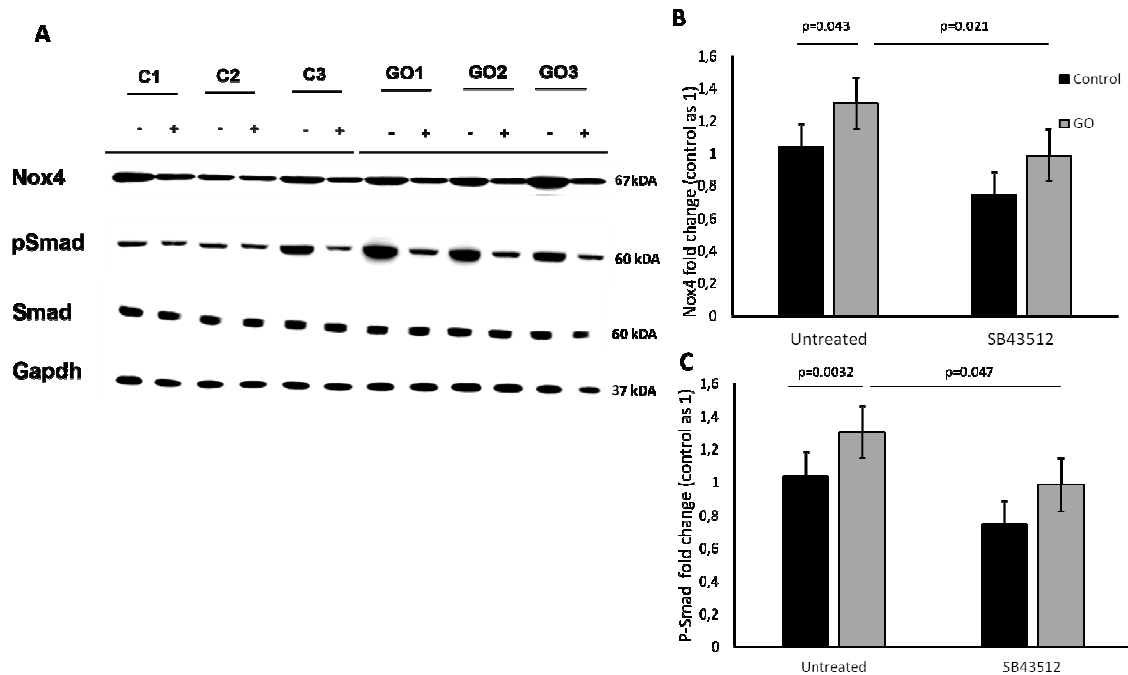 A
C1 C2 C3 GO1 GO2 GO3
- + - + - + - + - + - +
Nox4 67kDA
pSmad 60 kDA
Smad 60 kDA
Gapdh 37 kDA
B
p=0.043 p=0.021
Nox4 fold change (control as 1)
1,6
1,4
1,2
1
0,8
0,6
0,4
0,2
0
Control
GO
Untreated SB43512
C
p=0.0032 p=0.047
P-Smad fold change (control as 1)
1,6
1,4
1,2
1
0,8
0,6
0,4
0,2
0
Untreated SB43512